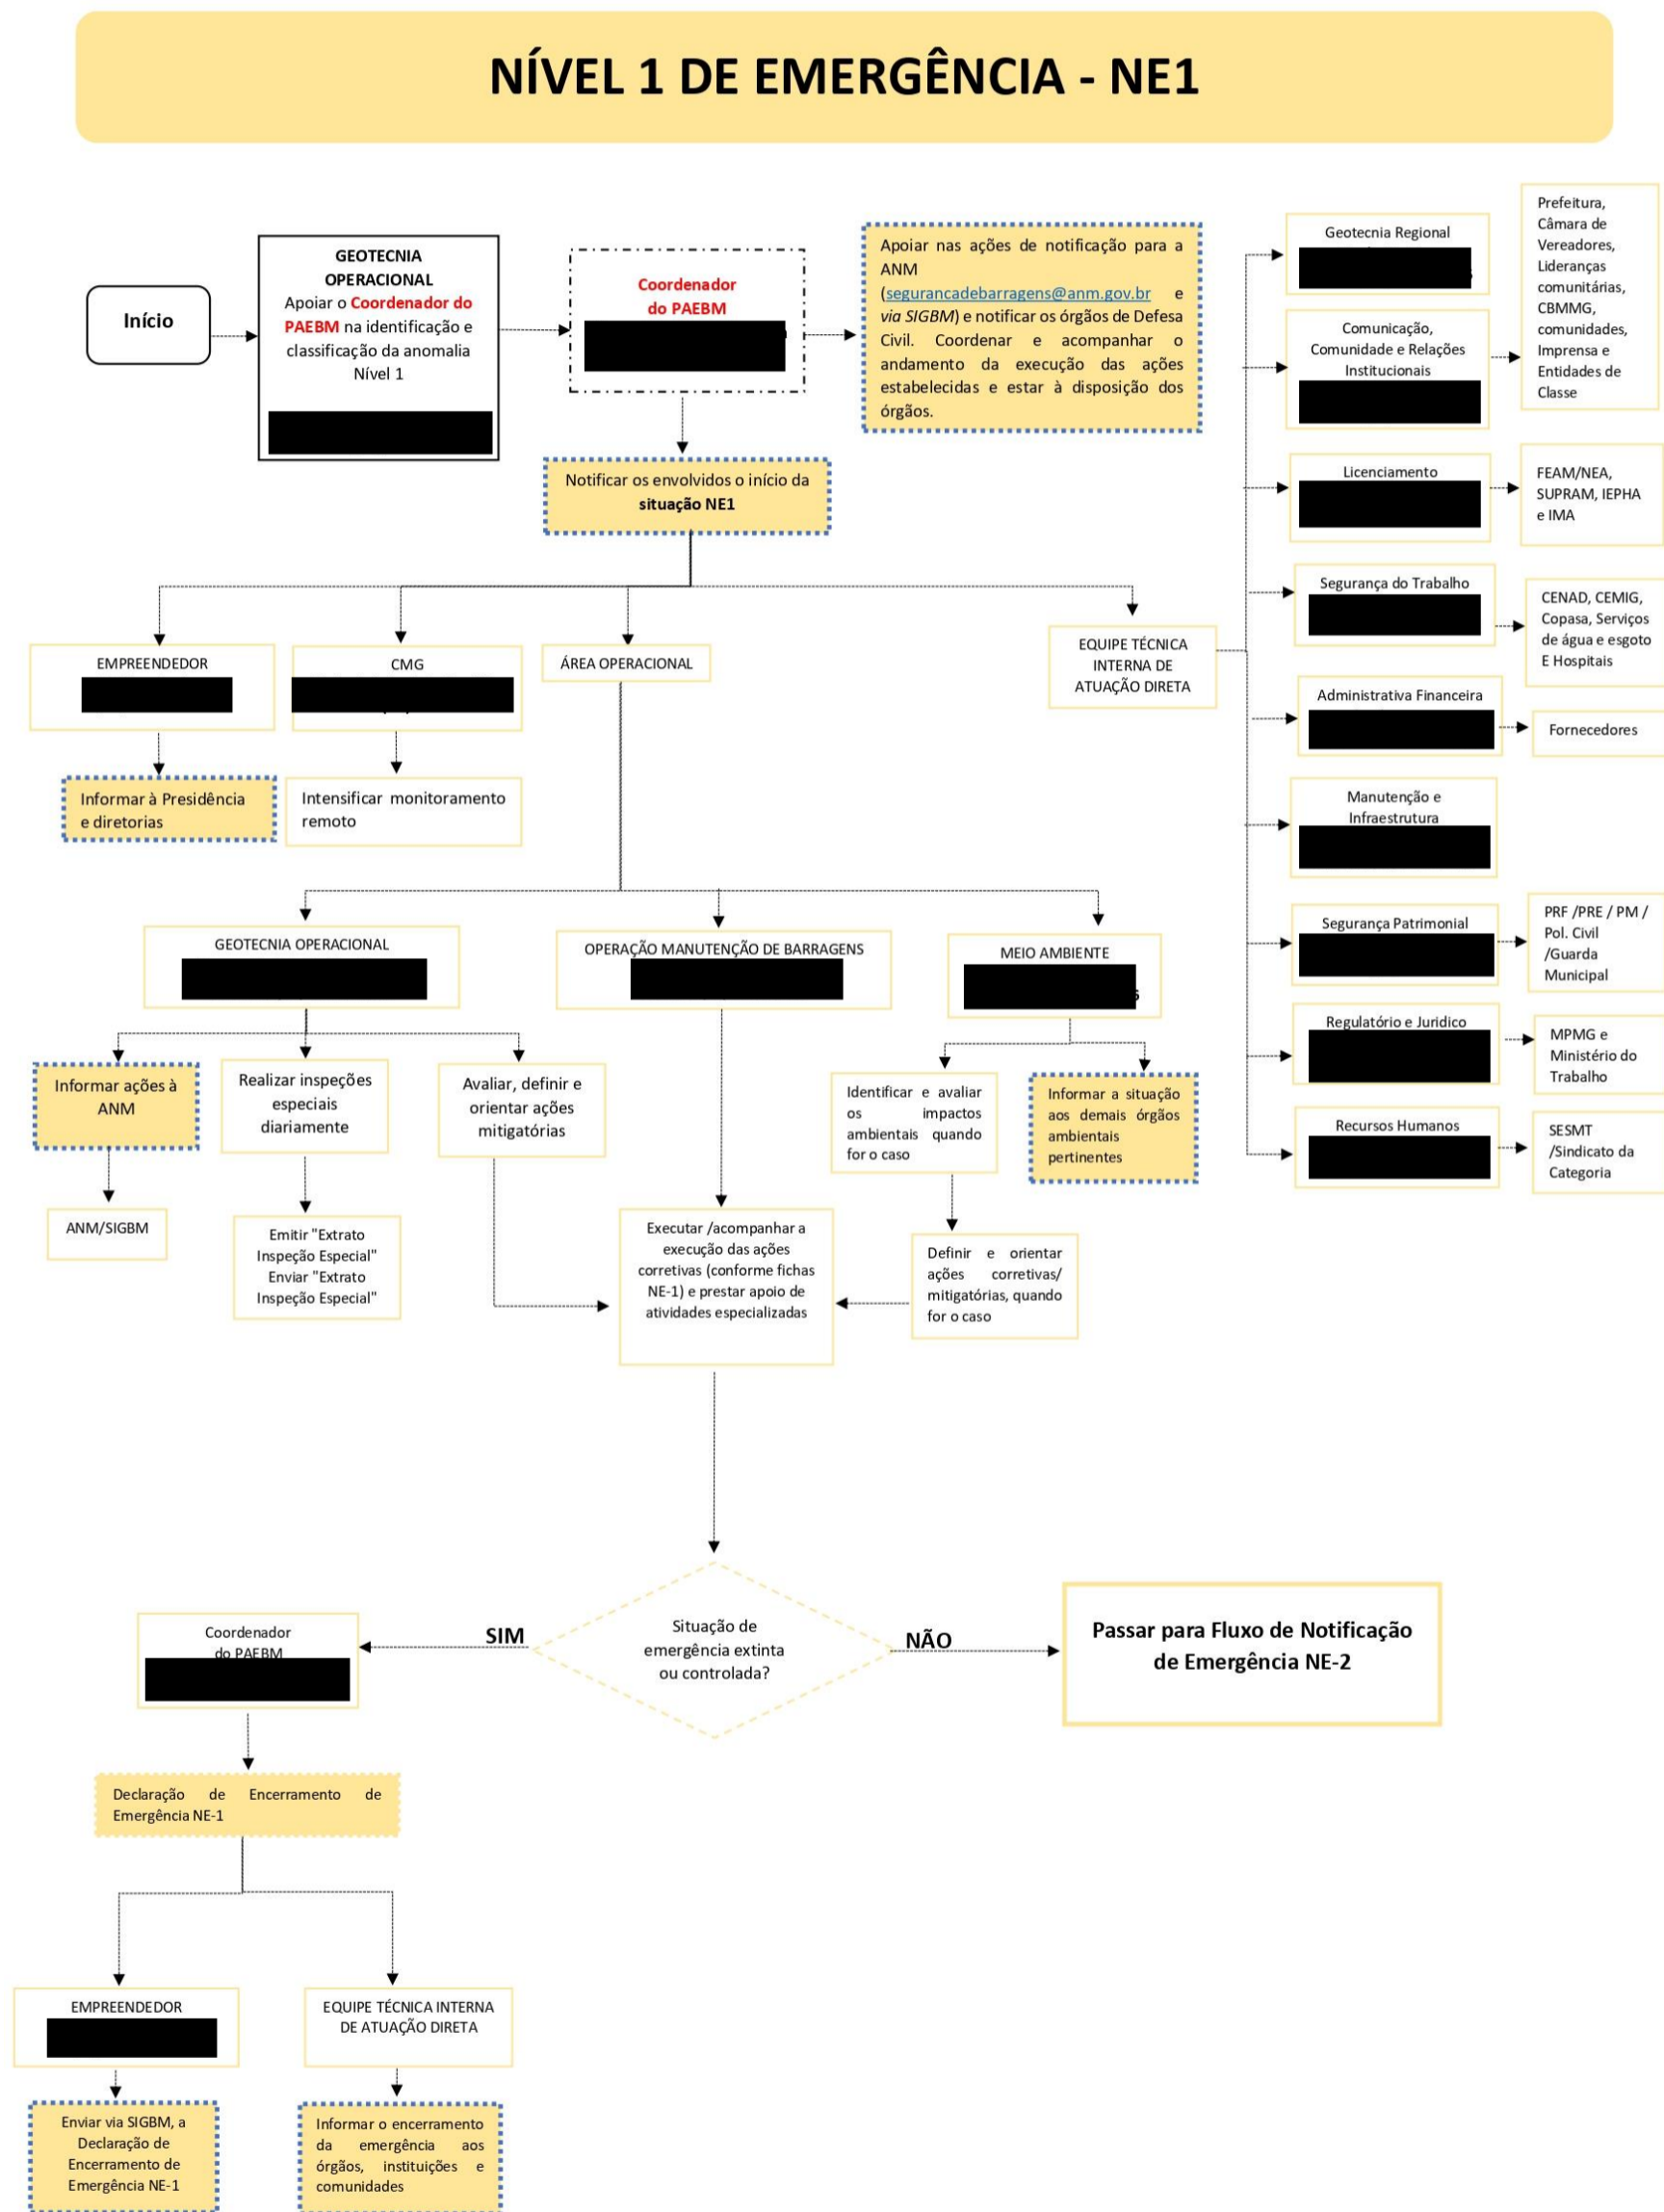 NÍVEL 1 DE EMERGÊNCIA - NE1
Início
GEOTECNIA
OPERACIONAL
Apoiar o Coordenador do
PAEBM na identificação e
classificação da anomalia
Nível 1
Coordenador
do PAEBM
Apoiar nas ações de notificação para a
ANM
(segurancadebarragens@anm.gov.br e
via SIGBM) e notificar os órgãos de Defesa
Civil. Coordenar e acompanhar o
andamento da execução das ações
estabelecidas e estar à disposição dos
órgãos.
Notificar os envolvidos o início da
situação NE1
EMPREENDEDOR
CMG
ÁREA OPERACIONAL
EQUIPE TÉCNICA
INTERNA DE
ATUAÇÃO DIRETA
Informar à Presidência
e diretorias
Intensificar monitoramento
remoto
Geotecnia Regional
Comunicação,
Comunidade e Relações
Institucionais
Prefeitura,
Câmara de
Vereadores,
Lideranças
comunitárias,
CBMMG,
comunidades,
Imprensa e
Entidades de
Classe
Licenciamento
FEAM/NEA,
SUPRAM, IEPHA
e IMA
Segurança do Trabalho
CENAD, CEMIG,
Copasa, Serviços
de água e esgoto
E Hospitais
Administrativa Financeira
Fornecedores
Manutenção e
Infraestrutura
Segurança Patrimonial
PRF /PRE / PM /
Pol. Civil
/Guarda
Municipal
Regulatório e Juridico
MPMG e
Ministério do
Trabalho
Recursos Humanos
SESMT
/Sindicato da
Categoria
GEOTECNIA OPERACIONAL
OPERAÇÃO MANUTENÇÃO DE BARRAGENS
MEIO AMBIENTE
Informar ações à
ANM
Realizar inspeções
especiais
diariamente
Avaliar, definir e
orientar ações
mitigatórias
Identificar e avaliar
os impactos
ambientais quando
for o caso
Informar a situação
aos demais órgãos
ambientais
pertinentes
ANM/SIGBM
Emitir "Extrato
Inspeção Especial"
Enviar "Extrato
Inspeção Especial"
Executar /acompanhar a
execução das ações
corretivas (conforme fichas
NE-1) e prestar apoio de
atividades especializadas
Definir e orientar
ações corretivas/
mitigatórias, quando
for o caso
Situação de
emergência extinta
ou controlada?
SIM
NÃO
Coordenador
do PAEBM
Passar para Fluxo de Notificação
de Emergência NE-2
Declaração de Encerramento de
Emergência NE-1
EMPREENDEDOR
EQUIPE TÉCNICA INTERNA
DE ATUAÇÃO DIRETA
Enviar via SIGBM, a
Declaração de
Encerramento de
Emergência NE-1
Informar o encerramento
da emergência aos
órgãos, instituições e
comunidades